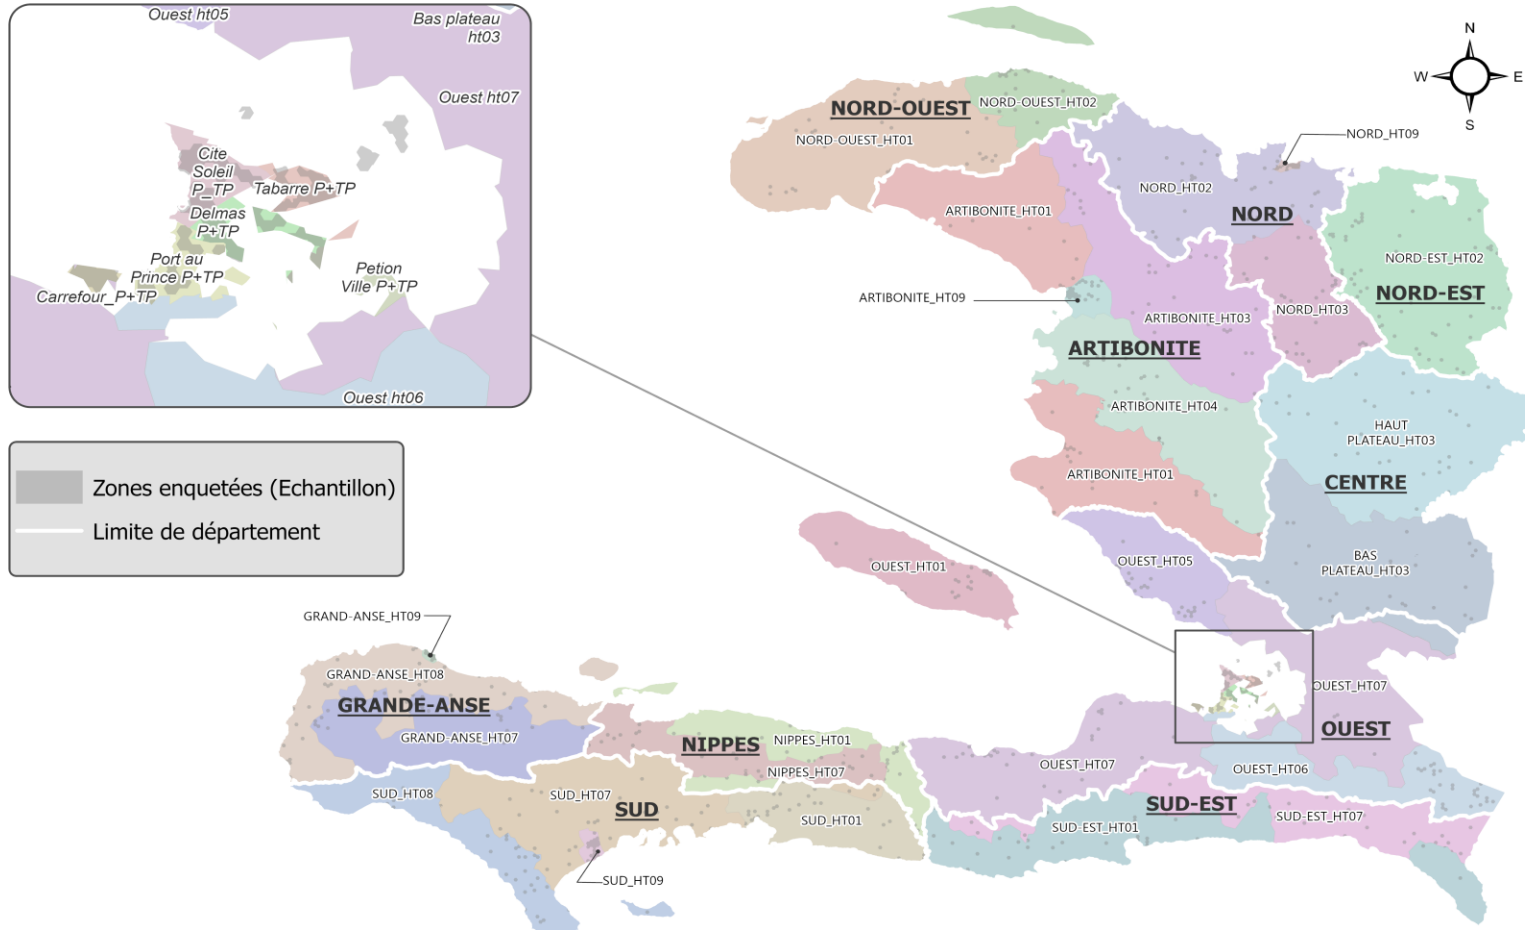 Ouest ht05
Bas plateau
ht03
Ouest ht07
Cite
Soleil
P_TP
Tabarre P+TP
Delmas
P+TP
Port au
Prince P+TP
Petion
Ville P+TP
Carrefour_P+TP
Ouest ht06
Zones enquetées (Echantillon)
Limite de département
N
W
E
S
NORD-OUEST
NORD-OUEST_HT02
NORD-OUEST_HT01
NORD_HT09
NORD_HT02
NORD
ARTIBONITE_HT01
NORD-EST_HT02
NORD-EST
ARTIBONITE_HT09
NORD_HT03
ARTIBONITE_HT03
ARTIBONITE
ARTIBONITE_HT04
HAUT
PLATEAU_HT03
ARTIBONITE_HT01
CENTRE
OUEST_HT05
BAS
PLATEAU_HT03
OUEST_HT01
GRAND-ANSE_HT09
GRAND-ANSE_HT08
GRANDE-ANSE
GRAND-ANSE_HT07
NIPPES
NIPPES_HT01
NIPPES_HT07
OUEST_HT07
OUEST
OUEST_HT07
OUEST_HT06
SUD_HT08
SUD_HT07
SUD
SUD_HT01
SUD_HT09
SUD-EST
SUD-EST_HT01
SUD-EST_HT07